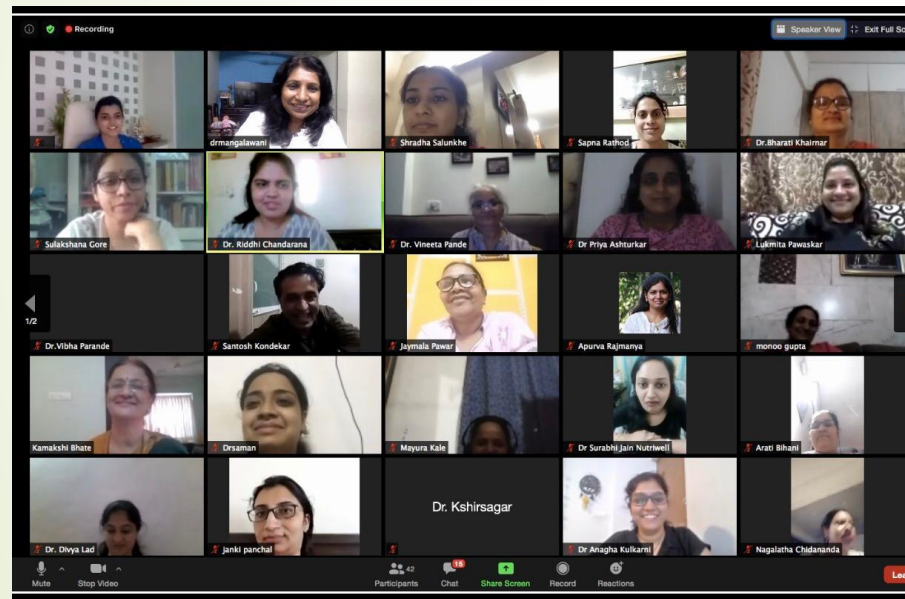 Recording
Speaker View
Exit Full Sc
drmangalawani
Shradha Salunkhe
Sapna Rathod
Dr.Bharati Khairnar
Sulakshana Gore
Dr. Riddhi Chandarana
Dr. Vineeta Pande
Dr Priya Ashturkar
Lukmita Pawaskar
1/2
Dr.Vibha Parande
Santosh Kondekar
Jaymala Pawar
Apurva Rajmanya
monoo gupta
Kamakshi Bhate
Drsaman
Mayura Kale
Dr Surabhi Jain Nutriwell
Arati Bihani
Dr. Divya Lad
Janki panchal
Dr. Kshirsagar
Dr Anagha Kulkarni
Nagalatha Chidananda
Mute
Stop Video
42
Participants
15
Chat
Share Screen
Record
Reactions
Lea